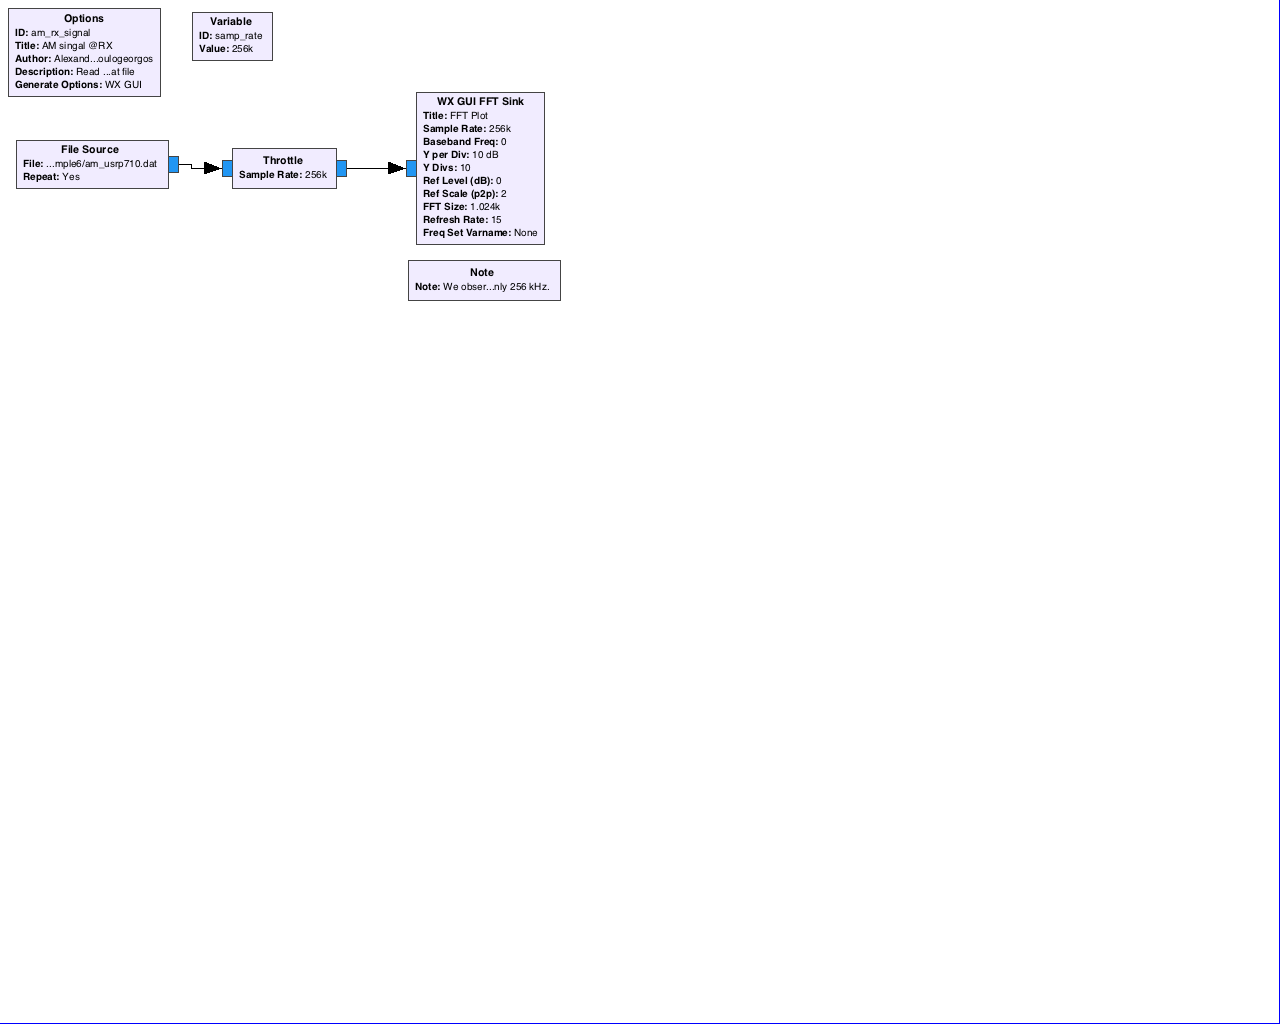 Options
ID: am_rx_signal
Title: AM singal @RX
Author: Alexand...oulogeorgos
Description: Read ...at file
Generate Options: WX GUI
Variable
ID: samp_rate
Value: 256k
File Source
File: ...mple6/am_usrp710.dat
Repeat: Yes
Throttle
Sample Rate: 256k
WX GUI FFT Sink
Title: FFT Plot
Sample Rate: 256k
Baseband Freq: 0
Y per Div: 10 dB
Y Divs: 10
Ref Level (dB): 0
Ref Scale (p2p): 2
FFT Size: 1.024k
Refresh Rate: 15
Freq Set Varname: None
Note
Note: We obser...nly 256 kHz.